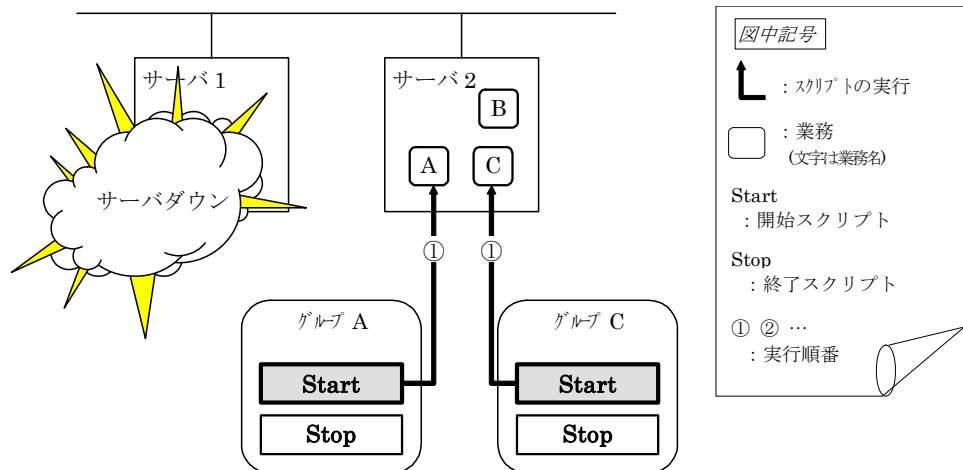 サーバ 1
サーバダウン
サーバ 2
B
A
C
①
①
グループ A
Start
Stop
グループ C
Start
Stop
図中記号
：スクリプトの実行
：業務
(文字は業務名)
Start
：開始スクリプト
Stop
：終了スクリプト
① ② …
：実行順番